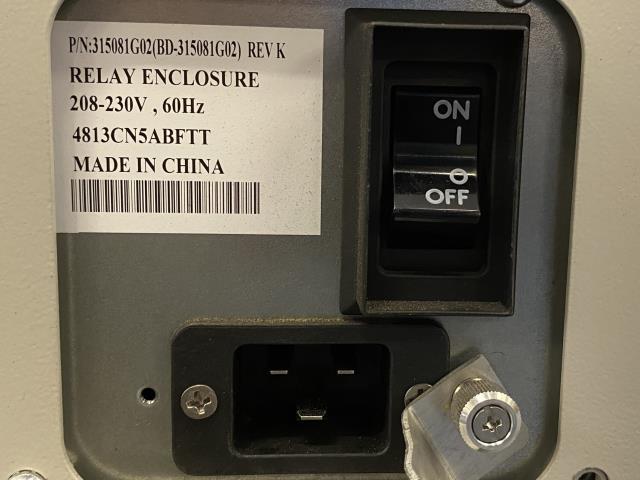 P/N:315081G02(BD-315081G02) REV K
RELAY ENCLOSURE
208-230V , 60Hz
4813CN5ABFTT
MADE IN CHINA
ON
I
O
OFF